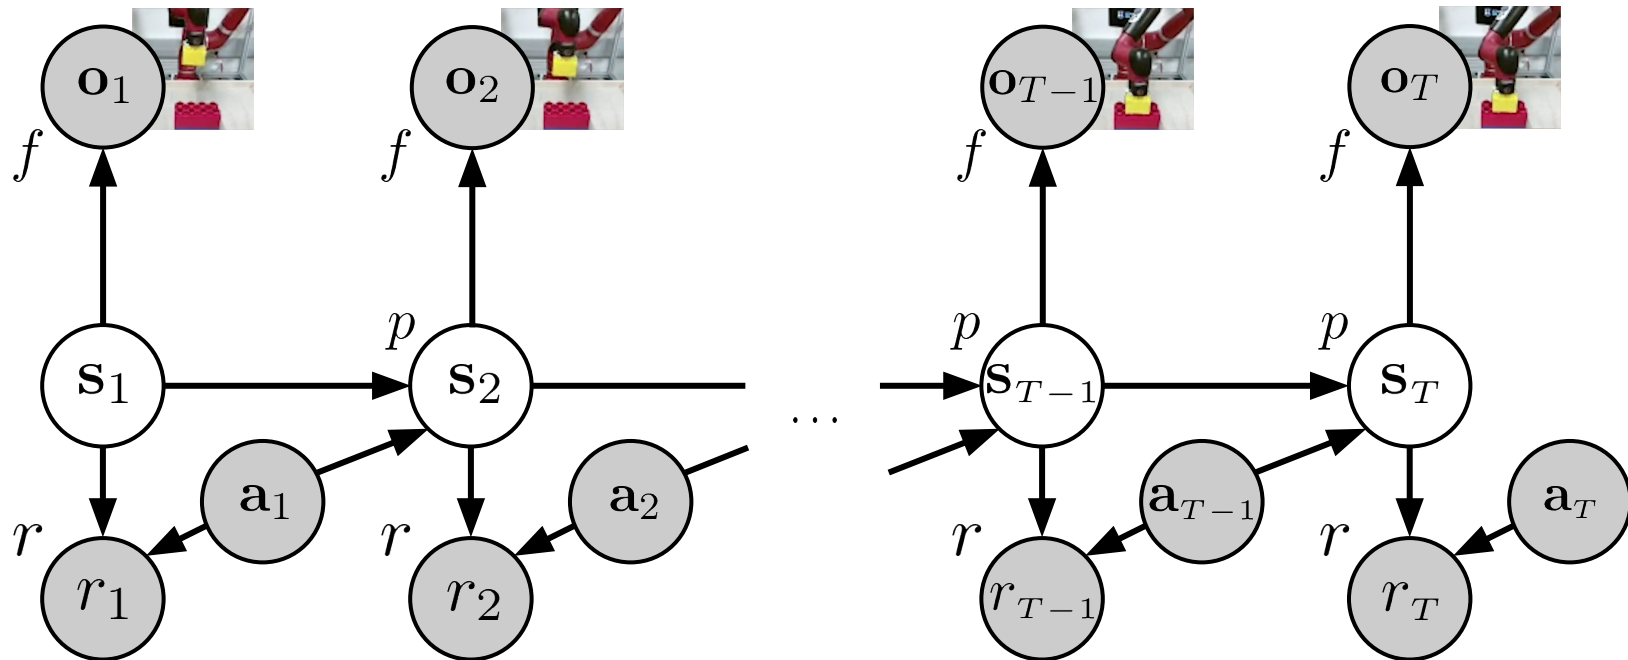 o1 o2 oT−1 oT
f f f f
p p p
s1 s2 … sT−1 sT
a1 a2 aT−1 aT
r r r r
r1 r2 rT−1 rT